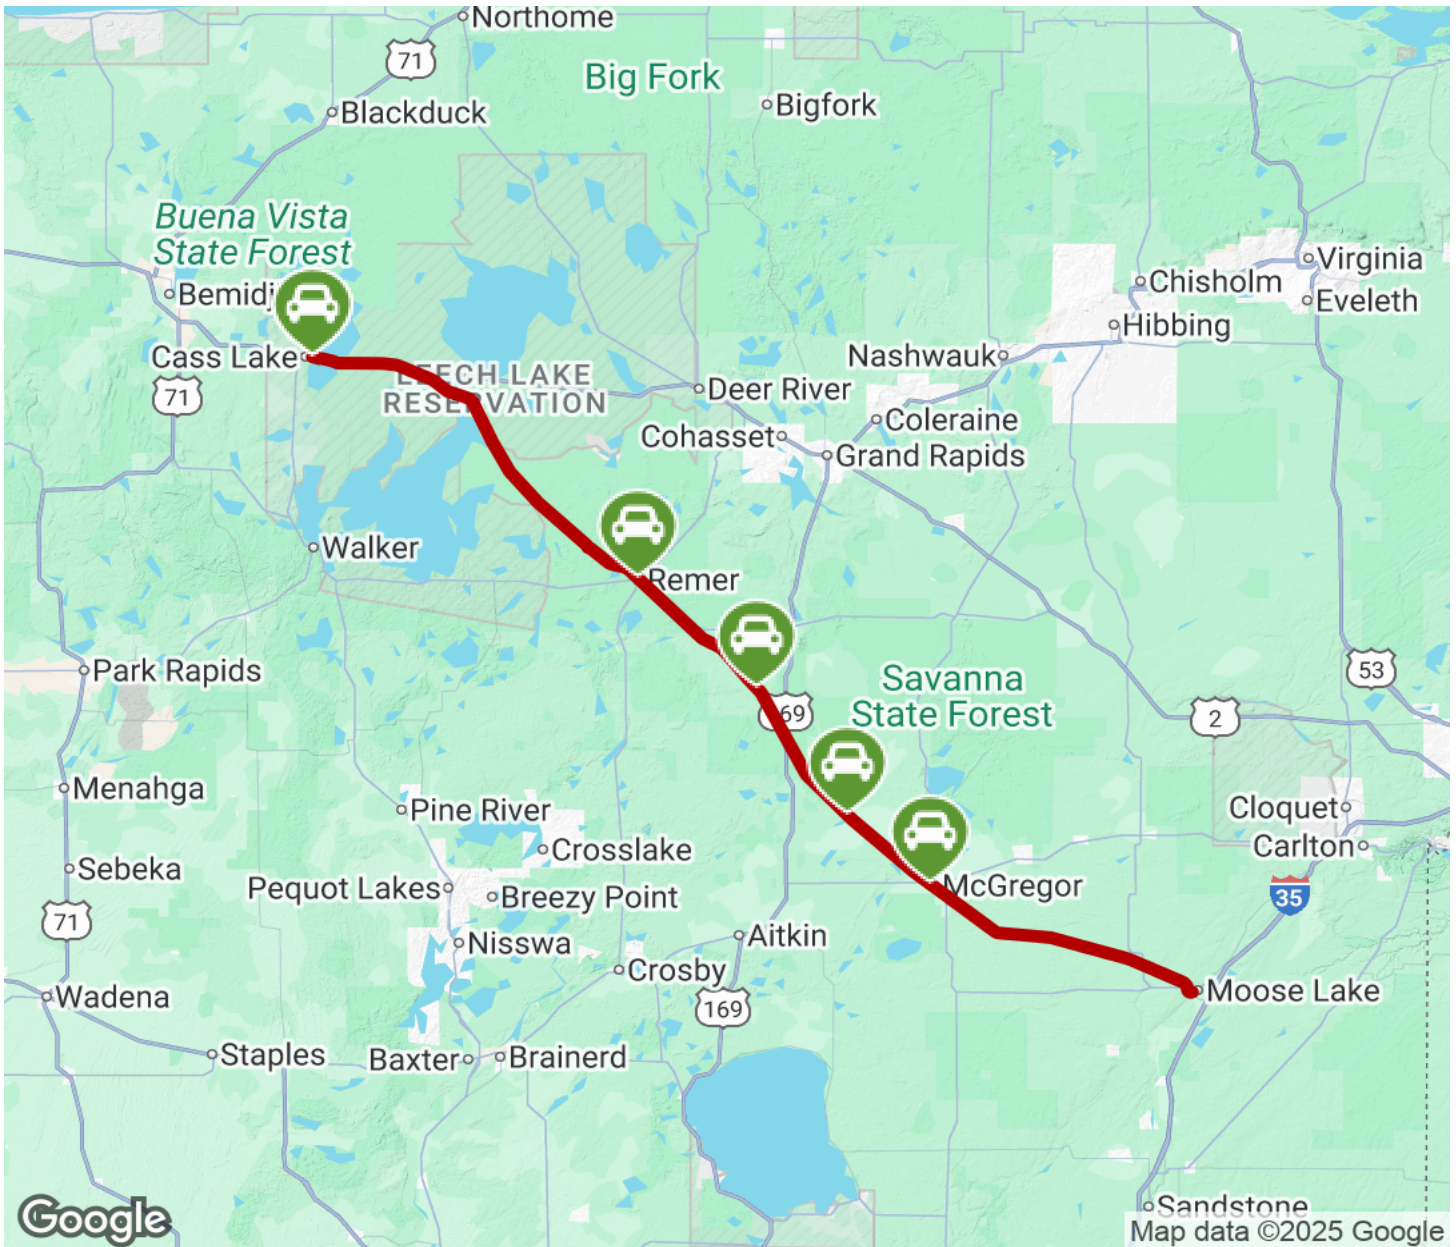 Northome
71
Big Fork
Bigfork
Blackduck
Buena Vista
State Forest
Virginia
Chisholm
Bemidj
Eveleth
Hibbing
Cass Lake
Nashwauk
LEECH LAKE
RESERVATION
71
Deer River
Coleraine
Cohasset
Grand Rapids
Walker
Remer
Park Rapids
53
Savanna
State Forest
169
2
Menahga
Pine River
Cloquet
Carlton
Crosslake
Sebeka
Pequot Lakes
Breezy Point
McGregor
35
71
Nisswa
Aitkin
Crosby
Wadena
169
Moose Lake
Staples
Baxter
Brainerd
Sandstone
Google
Map data ©2025 Google